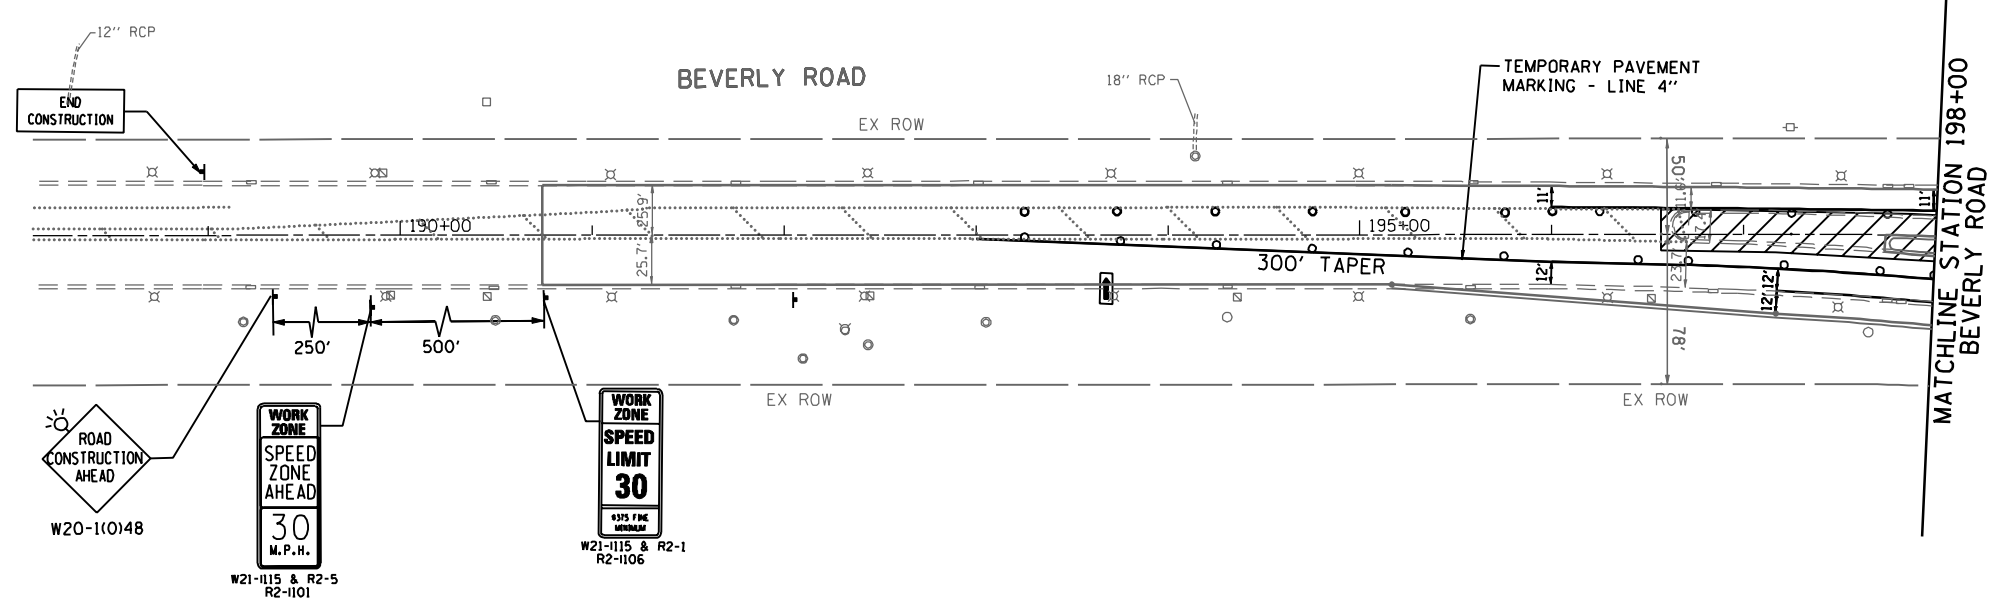 12" RCP
END
CONSTRUCTION
BEVERLY ROAD
EX ROW
18" RCP
TEMPORARY PAVEMENT
MARKING - LINE 4"
MATCHLINE STATION 198+00
BEVERLY ROAD
190+00
25.9'
25.7'
195+00
300' TAPER
11'
12'
50'
11.9'
23.7'
12'
12'
11'
78'
250'
500'
EX ROW
EX ROW
ROAD
CONSTRUCTION
AHEAD
W20-1(O)48
WORK
ZONE
SPEED
ZONE
AHEAD
30
M.P.H.
W21-1115 & R2-5
R2-1101
WORK
ZONE
SPEED
LIMIT
30
$375 FINE
MINIMUM
W21-1115 & R2-1
R2-1106